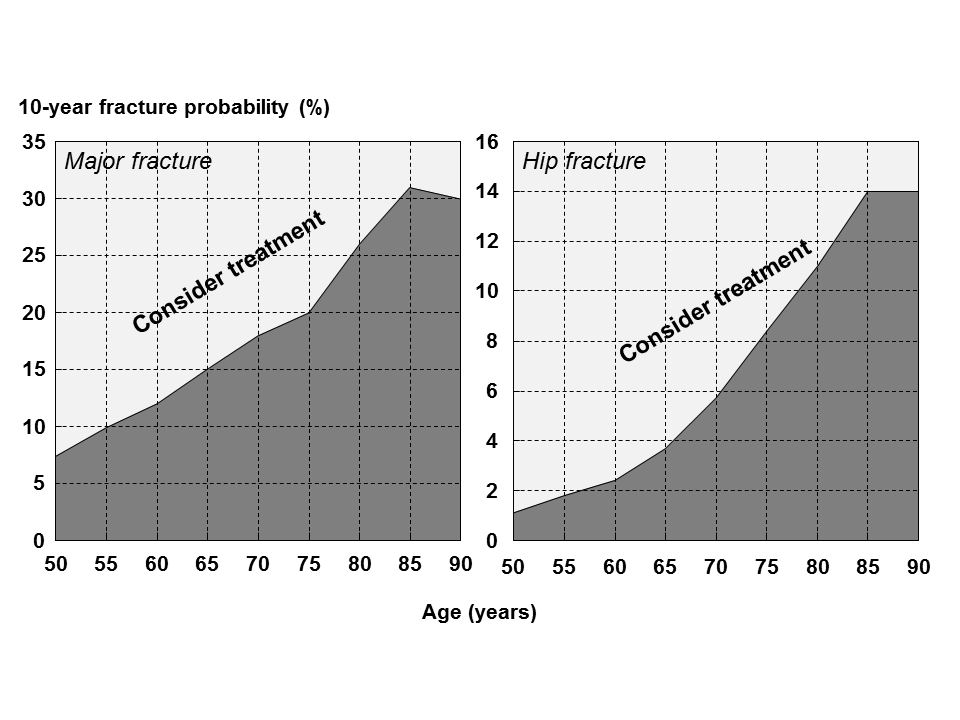 10-year fracture probability (%)
Major fracture
Consider treatment
35
30
25
20
15
10
5
0
50 55 60 65 70 75 80 85 90
Hip fracture
Consider treatment
16
14
12
10
8
6
4
2
0
50 55 60 65 70 75 80 85 90
Age (years)